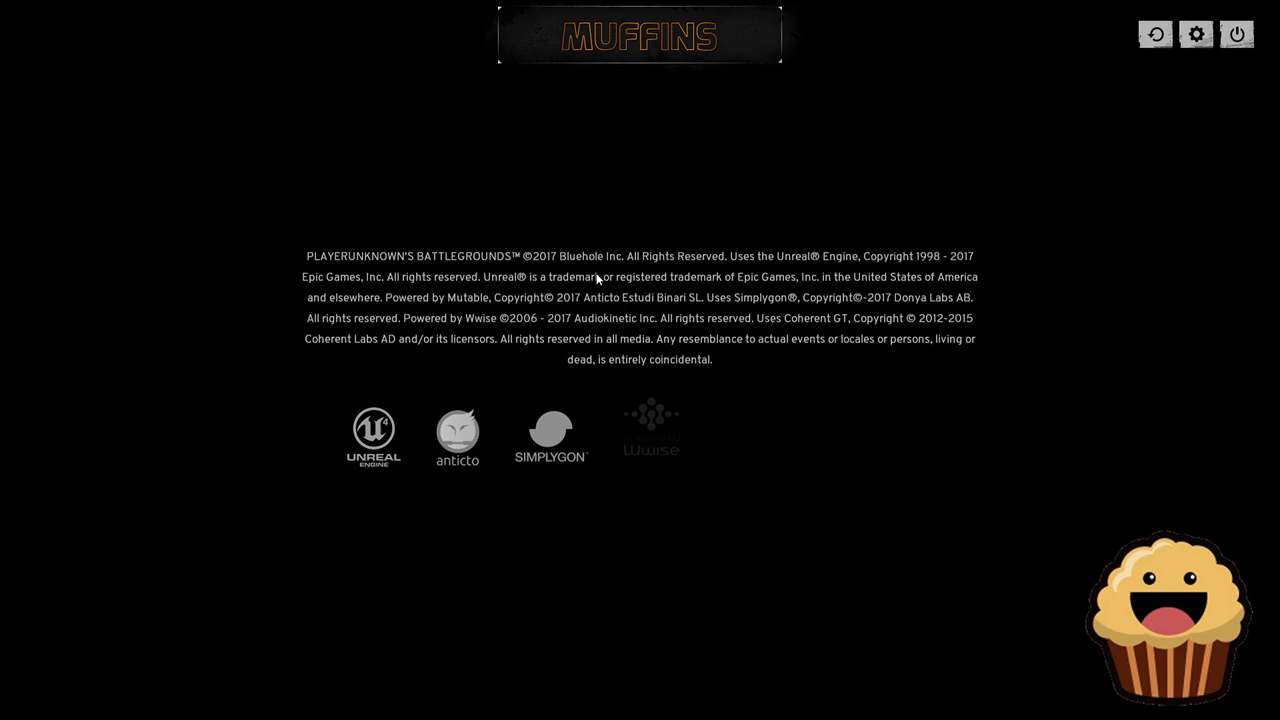 MUFFINS
PLAYERUNKNOWN'S BATTLEGROUNDS™ ©2017 Bluehole Inc. All Rights Reserved. Uses the Unreal® Engine, Copyright 1998 - 2017
Epic Games, Inc. All rights reserved. Unreal® is a trademark or registered trademark of Epic Games, Inc. in the United States of America
and elsewhere. Powered by Mutable, Copyright© 2017 Anticto Estudi Binari SL. Uses Simplygon®, Copyright©-2017 Donya Labs AB.
All rights reserved. Powered by Wwise ©2006 - 2017 Audiokinetic Inc. All rights reserved. Uses Coherent GT, Copyright © 2012-2015
Coherent Labs AD and/or its licensors. All rights reserved in all media. Any resemblance to actual events or locales or persons, living or
dead, is entirely coincidental.
U4
UNREAL
ENGINE
anticto
SIMPLYGON™
powered by
Wwise